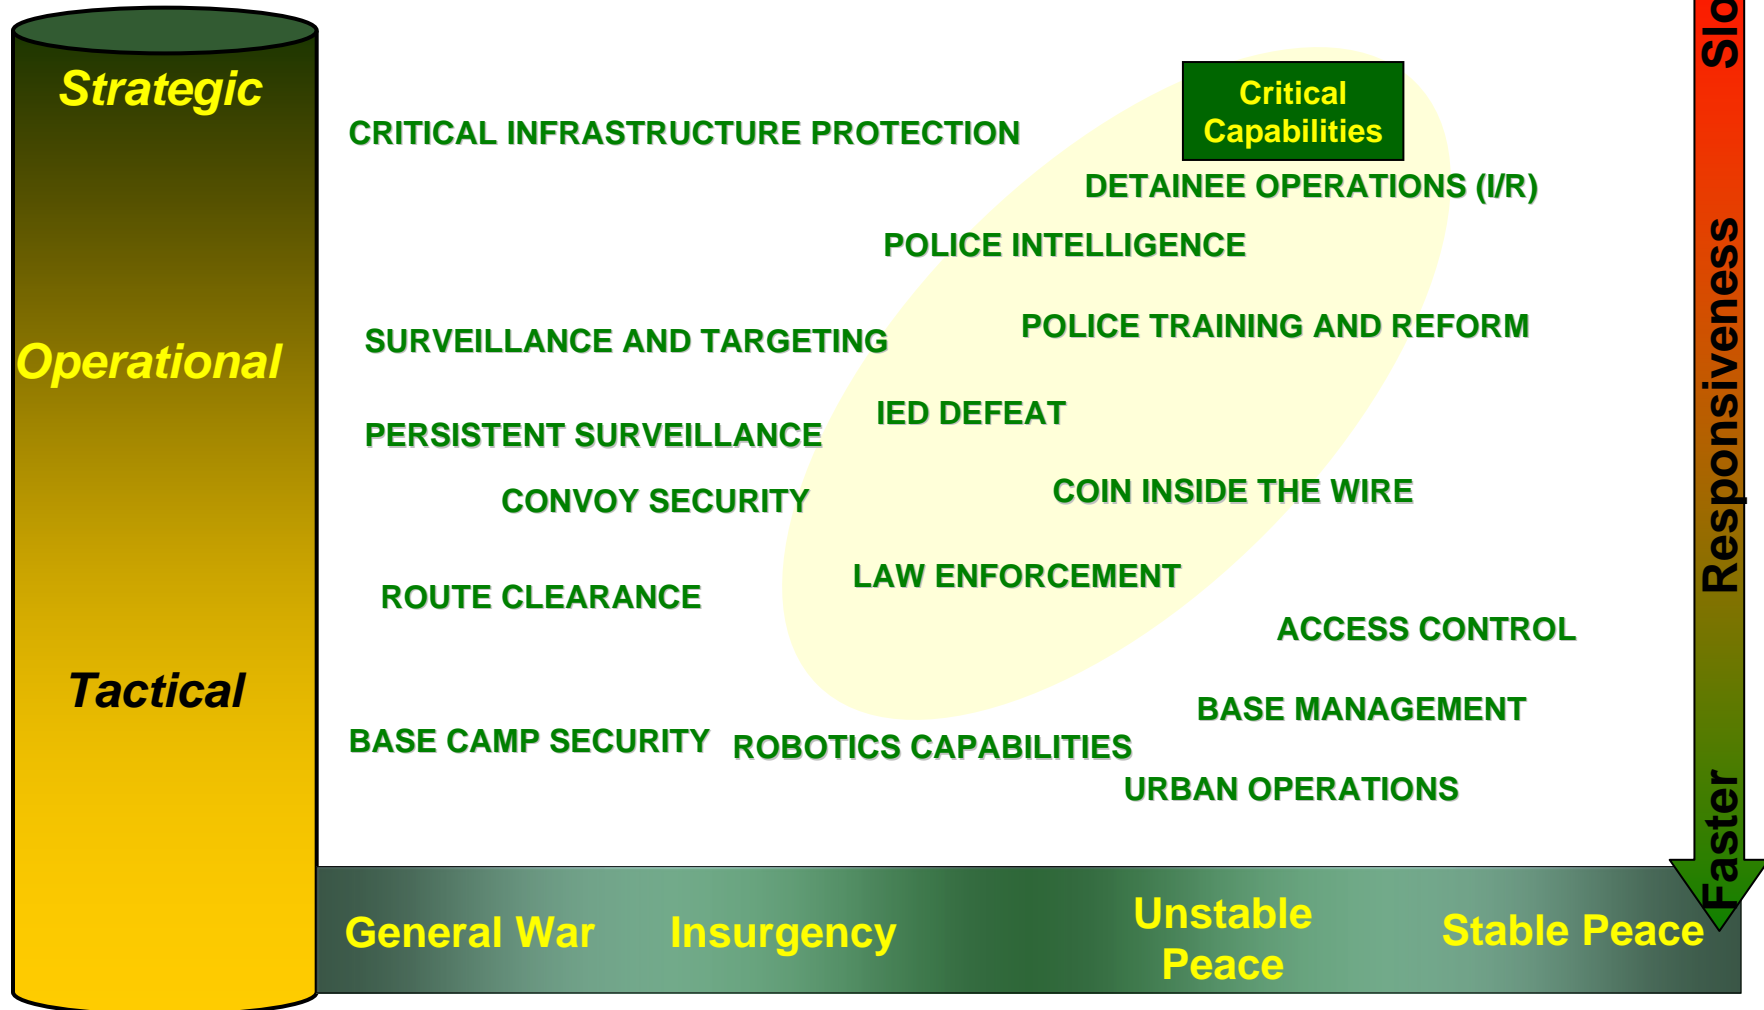 Strategic
Critical
Capabilities
CRITICAL INFRASTRUCTURE PROTECTION
DETAINEE OPERATIONS (I/R)
POLICE INTELLIGENCE
POLICE TRAINING AND REFORM
SURVEILLANCE AND TARGETING
Operational
IED DEFEAT
PERSISTENT SURVEILLANCE
COIN INSIDE THE WIRE
CONVOY SECURITY
LAW ENFORCEMENT
ROUTE CLEARANCE
ACCESS CONTROL
Tactical
BASE MANAGEMENT
BASE CAMP SECURITY
ROBOTICS CAPABILITIES
URBAN OPERATIONS
General War
Insurgency
Unstable
Peace
Stable Peace
Faster
Responsiveness